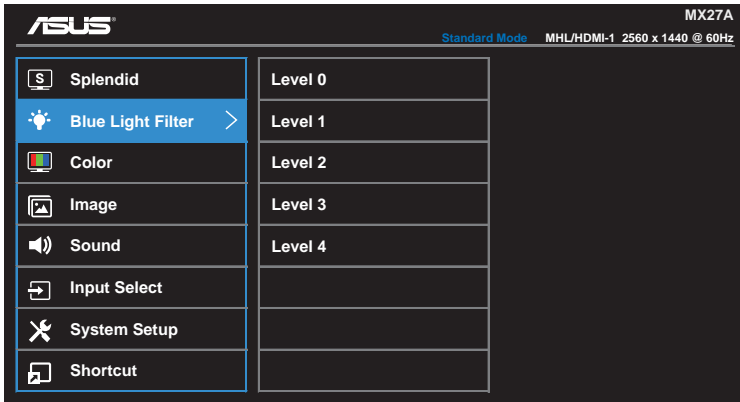 ASUS
MX27A
Standard Mode MHL/HDMI-1 2560 x 1440 @ 60Hz
S Splendid
Blue Light Filter
Color
Image
Sound
Input Select
System Setup
Shortcut
Level 0
Level 1
Level 2
Level 3
Level 4